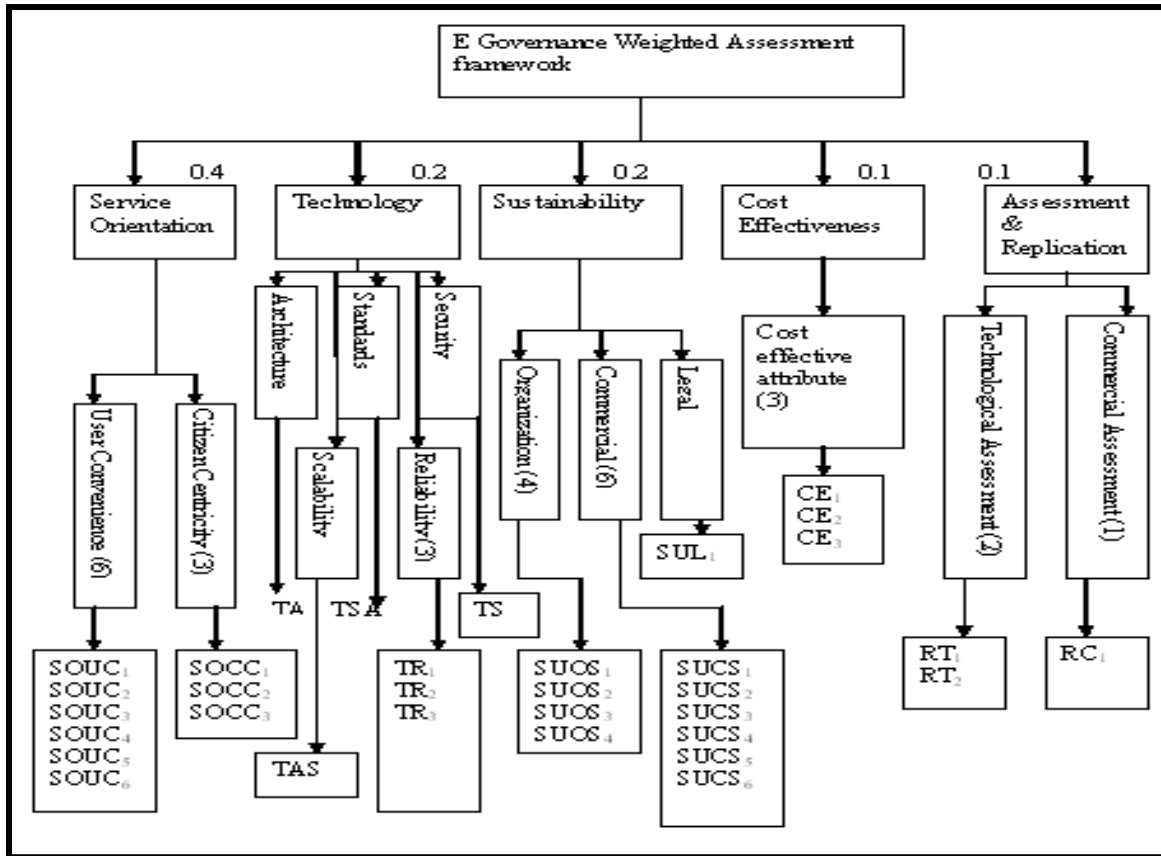 E Governance Weighted Assessment
framework
0.4
0.2
0.2
0.1
0.1
Service
Orientation
Technology
Sustainability
Cost
Effectiveness
Assessment
&
Replication
Architecture
Standards
Security
Scalability
Reliability (3)
User Convenience (6)
Citizen Centricity (3)
Organization (4)
Commercial (6)
Legal
Cost
effective
attribute
(3)
Technological Assessment (2)
Commercial Assessment (1)
CE₁
CE₂
CE₃
SUL₁
TA
TSA
TS
SOUC₁
SOUC₂
SOUC₃
SOUC₄
SOUC₅
SOUC₆
SOCC₁
SOCC₂
SOCC₃
TAS
TR₁
TR₂
TR₃
SUOS₁
SUOS₂
SUOS₃
SUOS₄
SUCS₁
SUCS₂
SUCS₃
SUCS₄
SUCS₅
SUCS₆
RT₁
RT₂
RC₁